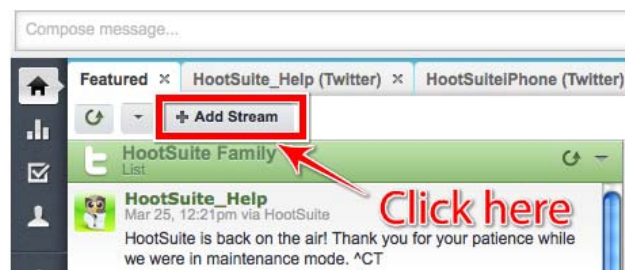 Compose message...
Featured × HootSuite_Help (Twitter) × HootSuiteiPhone (Twitter)
+ Add Stream
HootSuite Family
List
HootSuite_Help
Mar 25, 12:21pm via HootSuite
Click here
HootSuite is back on the air! Thank you for your patience while
we were in maintenance mode. ^CT